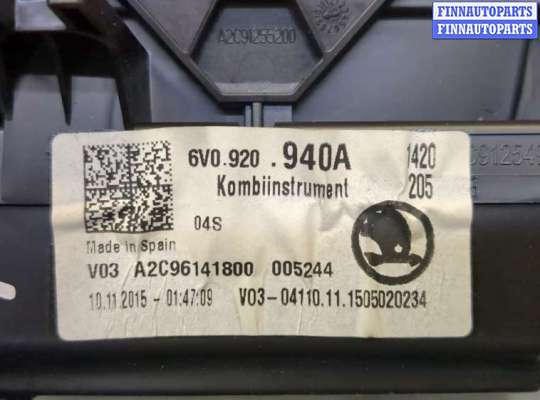 FINNAUTOPARTS
FINNAUTOPARTS
A2C91255200
6V0.920 .940A 1420
Kombiinstrument 205
04S
Made in Spain
V03 A2C96141800 005244
10.11.2015 - 01:47:09 V03-04110.11.1505020234